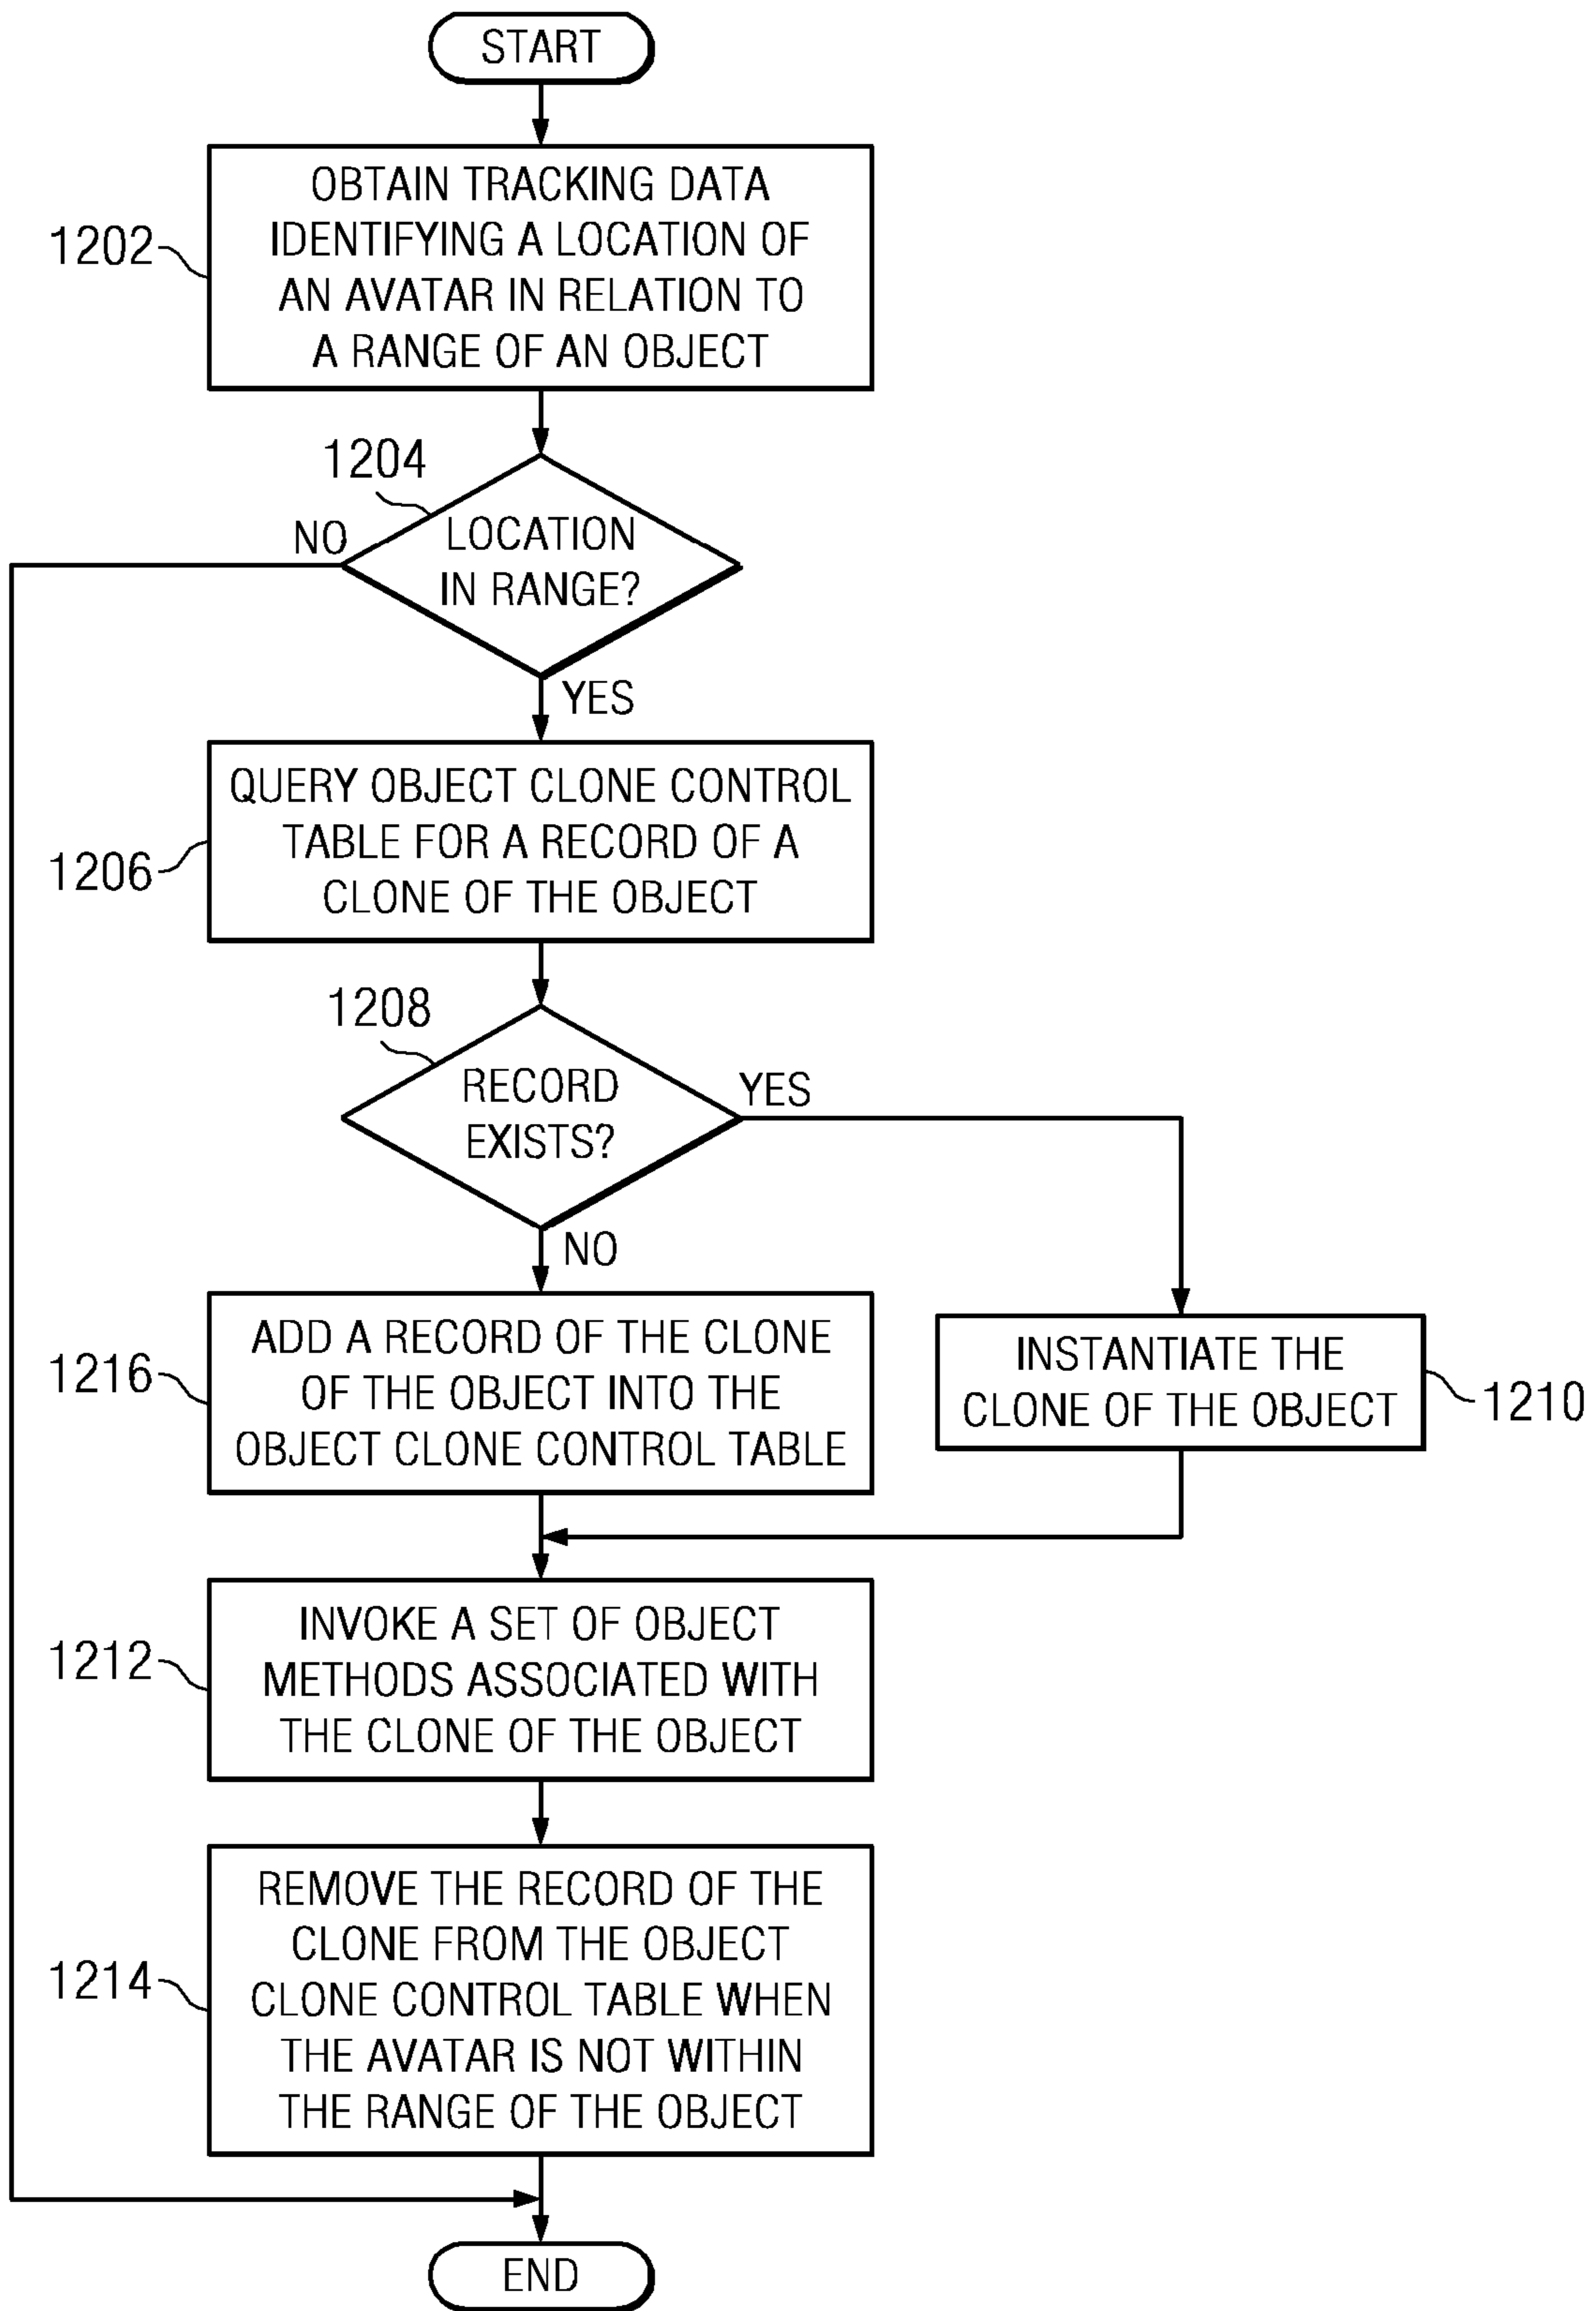 START
OBTAIN TRACKING DATA
IDENTIFYING A LOCATION OF
AN AVATAR IN RELATION TO
A RANGE OF AN OBJECT
1202
1204
NO
LOCATION
IN RANGE?
YES
QUERY OBJECT CLONE CONTROL
TABLE FOR A RECORD OF A
CLONE OF THE OBJECT
1206
1208
RECORD
EXISTS?
YES
NO
ADD A RECORD OF THE CLONE
OF THE OBJECT INTO THE
OBJECT CLONE CONTROL TABLE
1216
INSTANTIATE THE
CLONE OF THE OBJECT
1210
INVOKE A SET OF OBJECT
METHODS ASSOCIATED WITH
THE CLONE OF THE OBJECT
1212
REMOVE THE RECORD OF THE
CLONE FROM THE OBJECT
CLONE CONTROL TABLE WHEN
THE AVATAR IS NOT WITHIN
THE RANGE OF THE OBJECT
1214
END